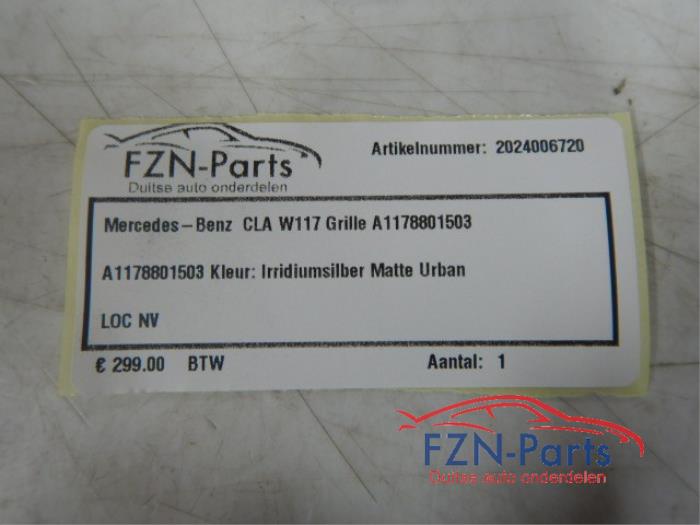 FZN-Parts
Duitse auto onderdelen
Artikelnummer: 2024006720
Mercedes-Benz CLA W117 Grille A1178801503
A1178801503 Kleur: Irridiumsilber Matte Urban
LOC NV
€ 299.00 BTW Aantal: 1
FZN-Parts
Duitse auto onderdelen